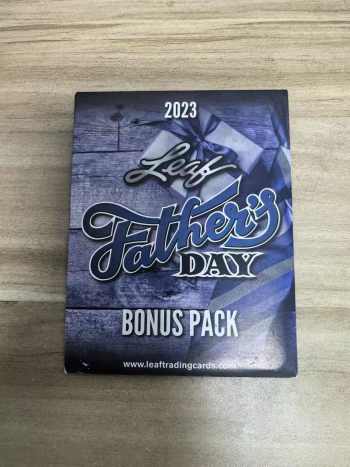 2023
Leaf
Father's
DAY
BONUS PACK
www.leaftradingcards.com